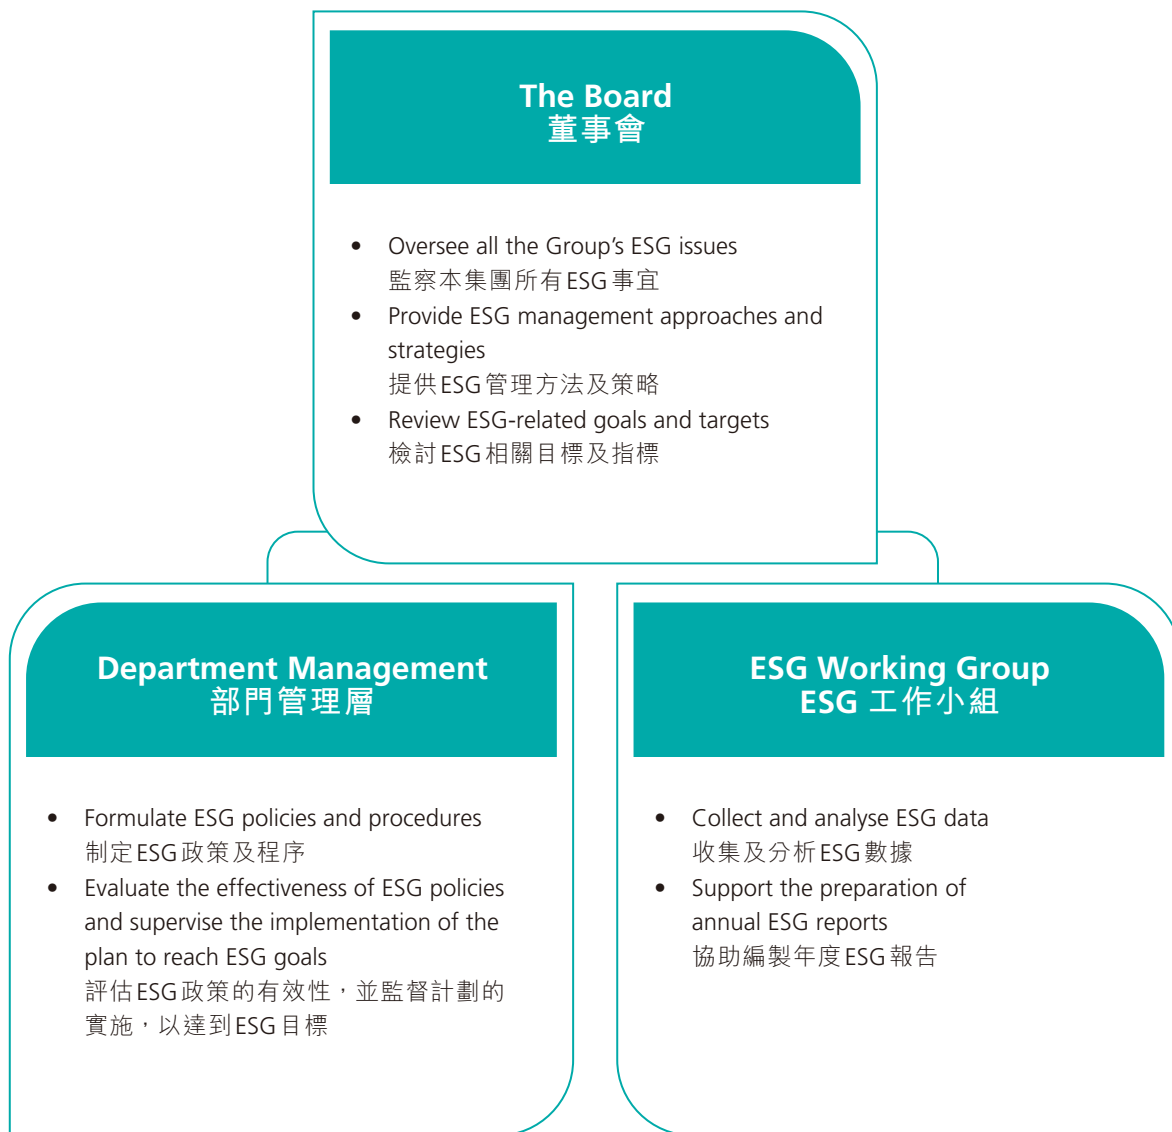 The Board
董事會
• Oversee all the Group’s ESG issues
監察本集團所有ESG事宜
• Provide ESG management approaches and
strategies
提供ESG管理方法及策略
• Review ESG-related goals and targets
檢討ESG相關目標及指標
Department Management
部門管理層
• Formulate ESG policies and procedures
制定ESG政策及程序
• Evaluate the effectiveness of ESG policies
and supervise the implementation of the
plan to reach ESG goals
評估ESG政策的有效性，並監督計劃的
實施，以達到ESG目標
ESG Working Group
ESG 工作小組
• Collect and analyse ESG data
收集及分析ESG數據
• Support the preparation of
annual ESG reports
協助編製年度ESG報告